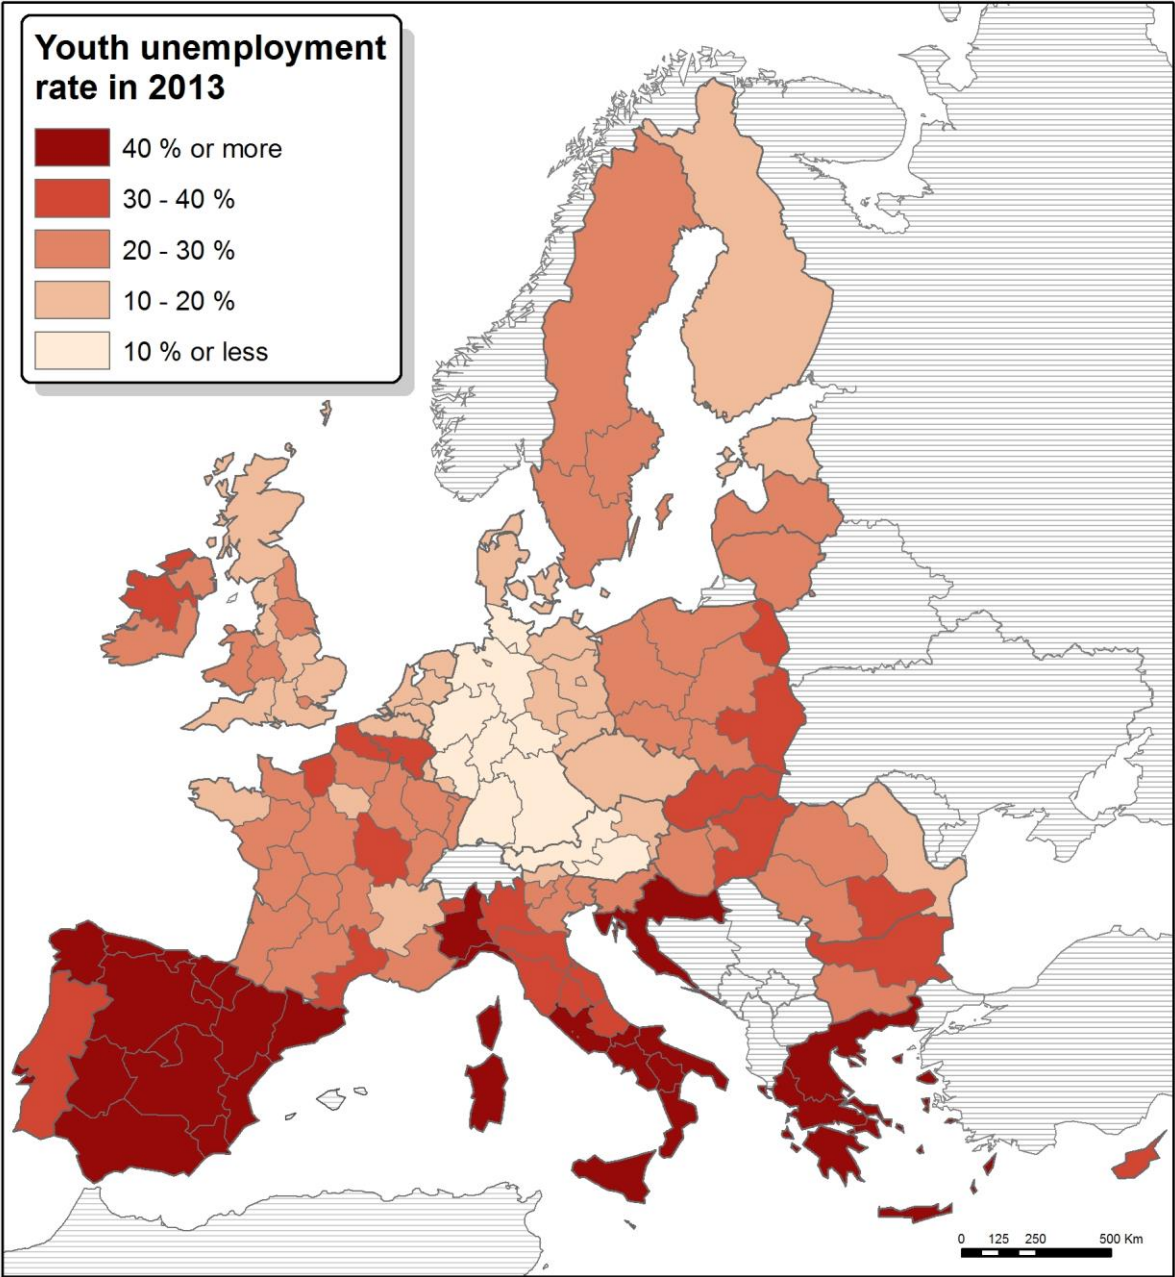 Youth unemployment
rate in 2013
40 % or more
30 - 40 %
20 - 30 %
10 - 20 %
10 % or less
0 125 250 500 Km